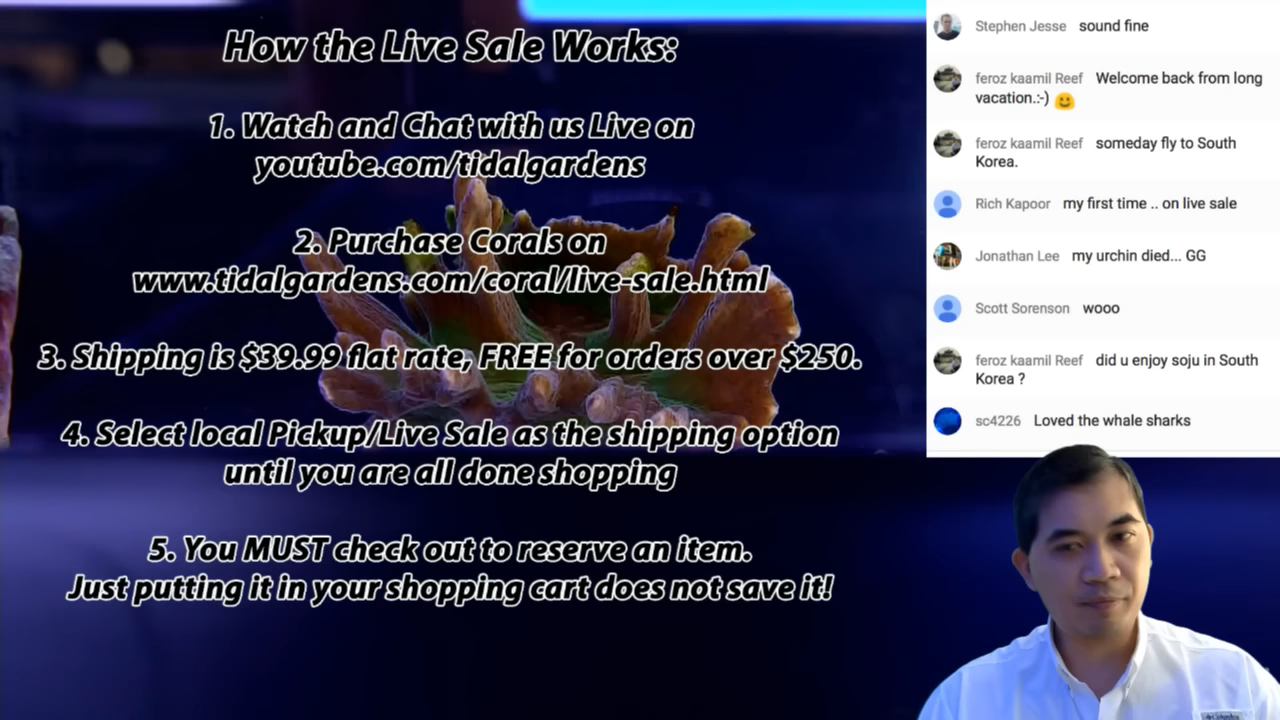 How the Live Sale Works:
1. Watch and Chat with us Live on
youtube.com/tidalgardens
2. Purchase Corals on
www.tidalgardens.com/coral/live-sale.html
3. Shipping is $39.99 flat rate, FREE for orders over $250.
4. Select local Pickup/Live Sale as the shipping option
until you are all done shopping
5. You MUST check out to reserve an item.
Just putting it in your shopping cart does not save it!
Stephen Jesse sound fine
feroz kaamil Reef Welcome back from long
vacation.:-) 🙂
feroz kaamil Reef someday fly to South
Korea.
Rich Kapoor my first time .. on live sale
Jonathan Lee my urchin died... GG
Scott Sorenson wooo
feroz kaamil Reef did u enjoy soju in South
Korea ?
sc4226 Loved the whale sharks